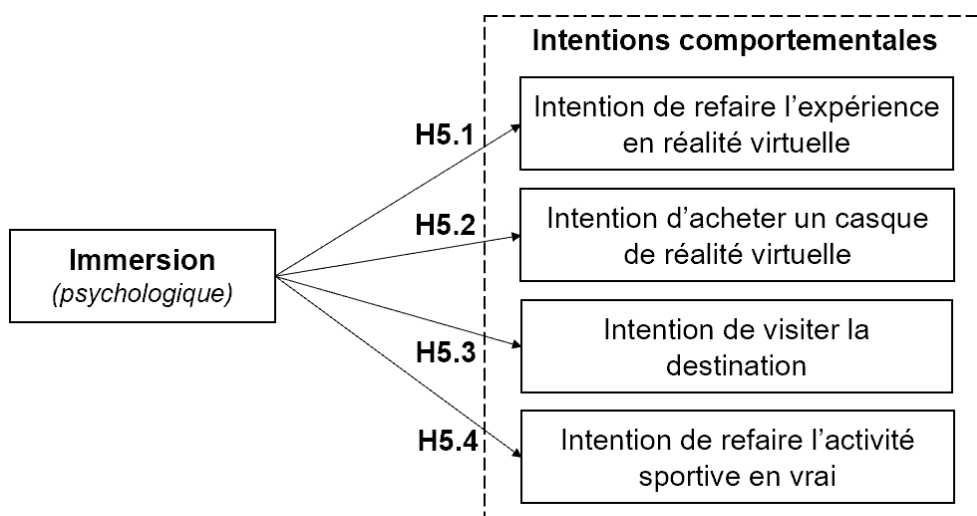 Intentions comportementales
Intention de refaire l’expérience
en réalité virtuelle
H5.1
Intention d’acheter un casque
de réalité virtuelle
H5.2
Immersion
(psychologique)
Intention de visiter la
destination
H5.3
Intention de refaire l’activité
sportive en vrai
H5.4